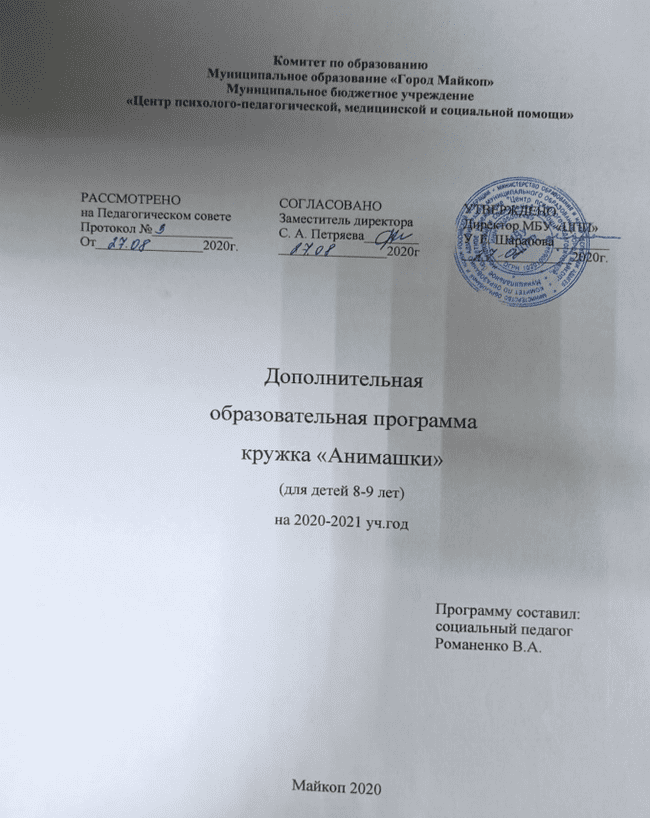 Комитет по образованию
Муниципальное образование «Город Майкоп»
Муниципальное бюджетное учреждение
«Центр психолого-педагогической, медицинской и социальной помощи»
РАССМОТРЕНО
на Педагогическом совете
Протокол № 3
От 27.08 2020г.
СОГЛАСОВАНО
Заместитель директора
С. А. Петряева
27.08 2020г
УТВЕРЖДЕНО
Директор МБУ «ЦПП»
Шарабова
2020г.
Дополнительная
образовательная программа
кружка «Анимашки»
(для детей 8-9 лет)
на 2020-2021 уч.год
Программу составил:
социальный педагог
Романенко В.А.
Майкоп 2020